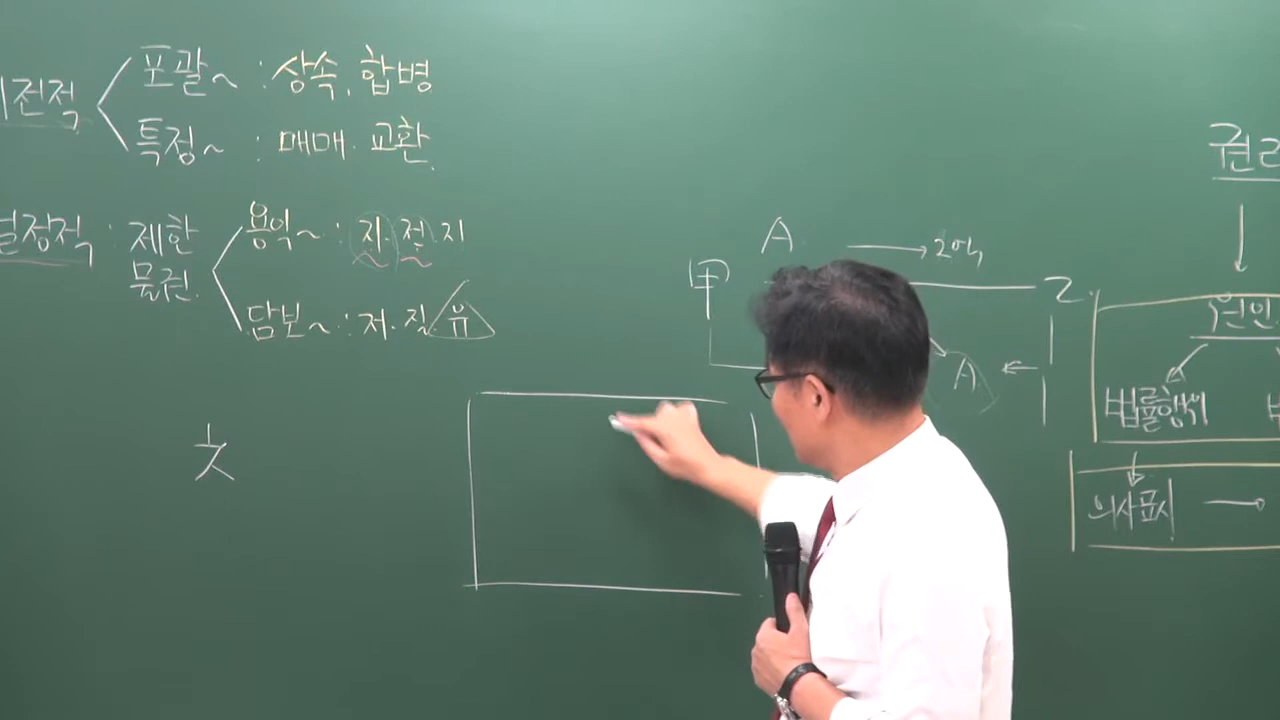 이전적
포괄~ : 상속, 합병
특정~ : 매매. 교환.
설정적 : 제한
물권.
용익~ : 지. 전. 지
담보~ : 저. 질. 유
A → 2억
甲 乙
A ←
권리
↓
원인
법률행위
의사표시 →